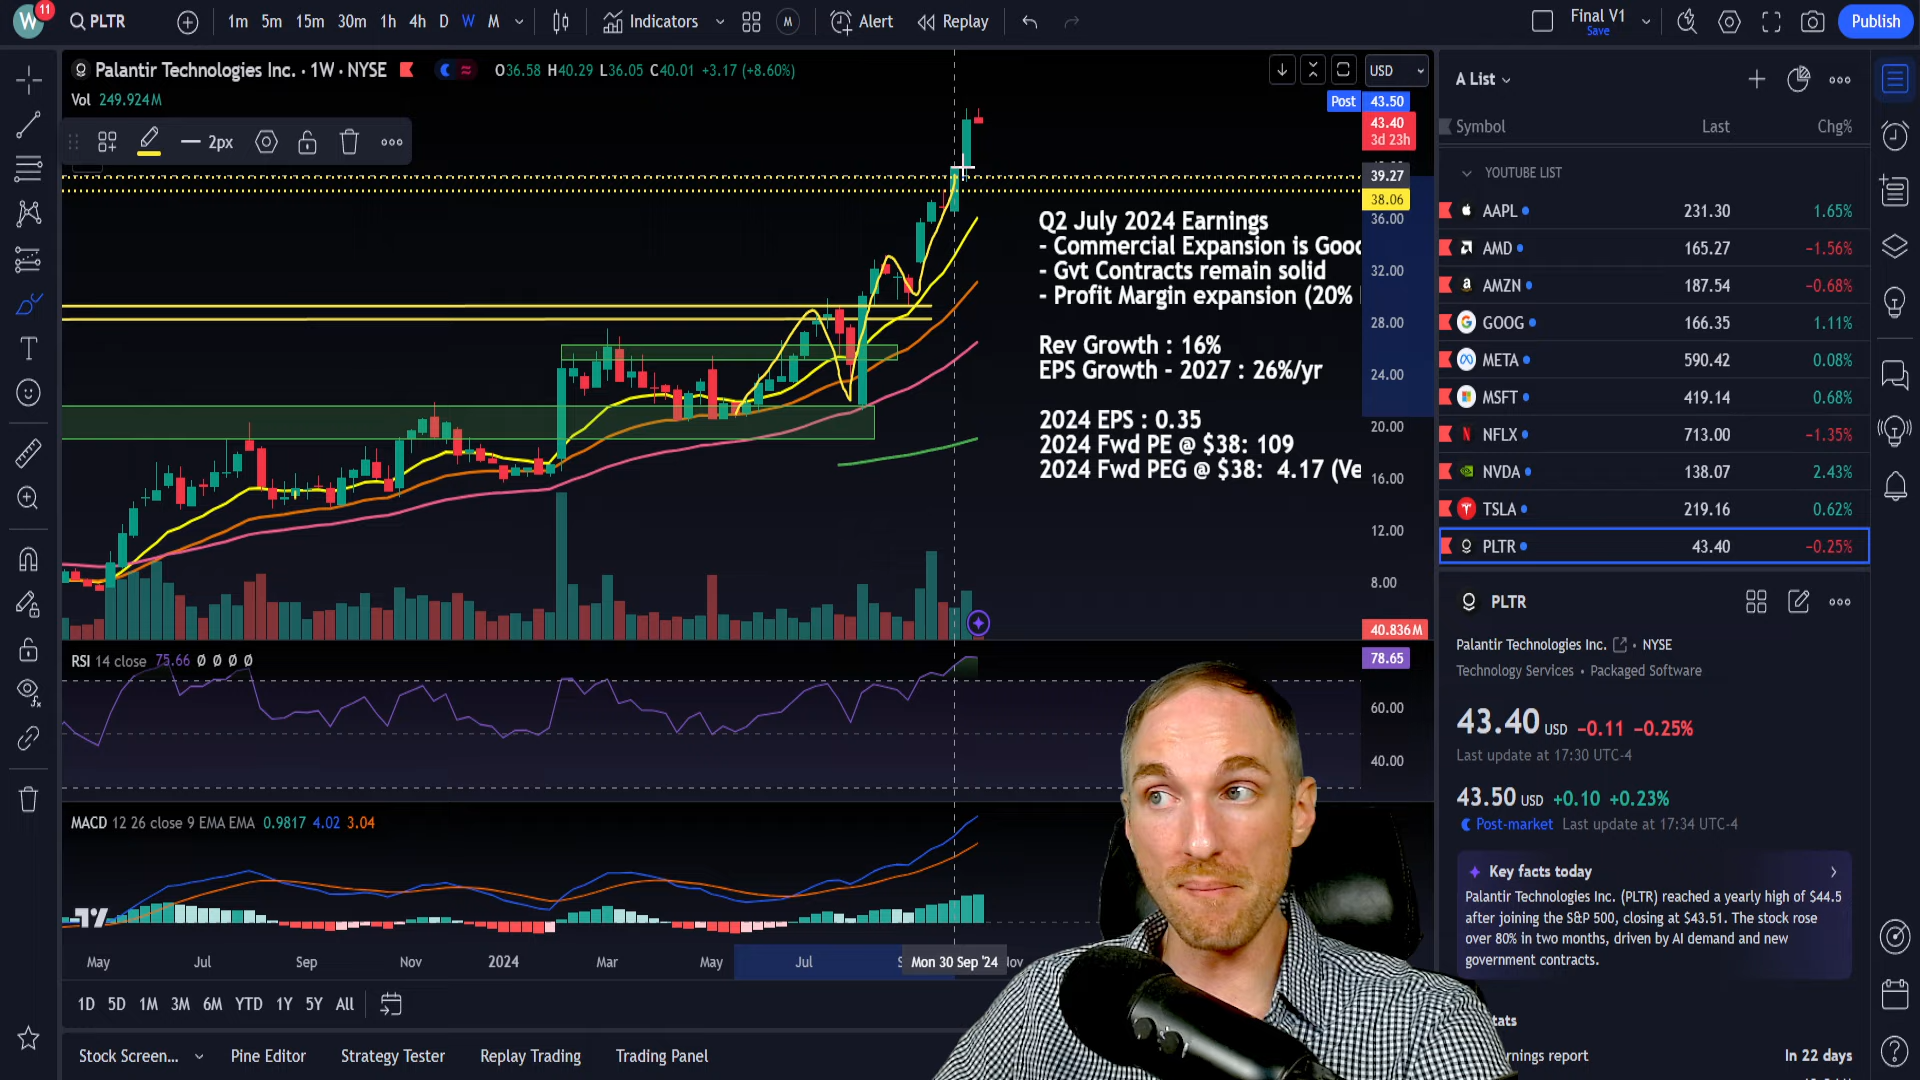 W
11
PLTR
1m 5m 15m 30m 1h 4h D W M
Indicators
M
Alert
Replay
Final V1
Save
Publish
Palantir Technologies Inc. · 1W · NYSE
O36.58 H40.29 L36.05 C40.01 +3.17 (+8.60%)
Vol 249.924M
2px
USD
Post 43.50
43.40
3d 23h
39.27
38.06
36.00
32.00
28.00
24.00
20.00
16.00
12.00
8.00
40.836M
Q2 July 2024 Earnings
- Commercial Expansion is Good
- Gvt Contracts remain solid
- Profit Margin expansion (20%
Rev Growth : 16%
EPS Growth - 2027 : 26%/yr
2024 EPS : 0.35
2024 Fwd PE @ $38: 109
2024 Fwd PEG @ $38: 4.17 (Ve
RSI 14 close 75.66 Ø Ø Ø Ø
78.65
60.00
40.00
MACD 12 26 close 9 EMA EMA 0.9817 4.02 3.04
May Jul Sep Nov 2024 Mar May Jul Mon 30 Sep '24 Nov
1D 5D 1M 3M 6M YTD 1Y 5Y All
Stock Screen... Pine Editor Strategy Tester Replay Trading Trading Panel
A List
Symbol Last Chg%
YOUTUBE LIST
AAPL 231.30 1.65%
AMD 165.27 −1.56%
AMZN 187.54 −0.68%
GOOG 166.35 1.11%
META 590.42 0.08%
MSFT 419.14 0.68%
NFLX 713.00 −1.35%
NVDA 138.07 2.43%
TSLA 219.16 0.62%
PLTR 43.40 −0.25%
PLTR
Palantir Technologies Inc. • NYSE
Technology Services • Packaged Software
43.40 USD −0.11 −0.25%
Last update at 17:30 UTC-4
43.50 USD +0.10 +0.23%
Post-market Last update at 17:34 UTC-4
Key facts today
Palantir Technologies Inc. (PLTR) reached a yearly high of $44.5
after joining the S&P 500, closing at $43.51. The stock rose
over 80% in two months, driven by AI demand and new
government contracts.
tats
rnings report In 22 days